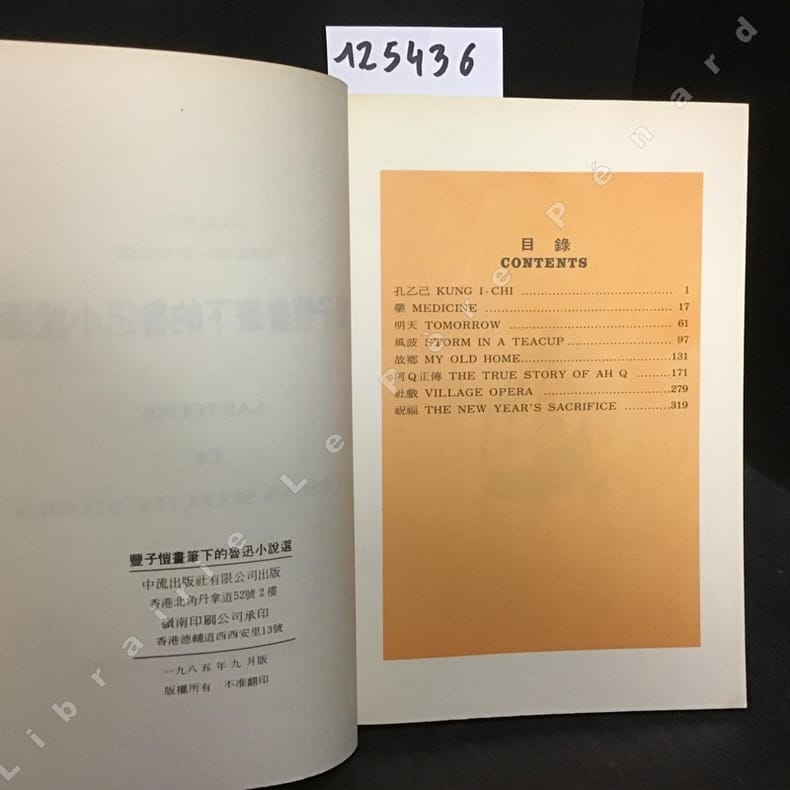 125436
豐子愷畫筆下的魯迅小說選
中流出版社有限公司出版
香港北角丹拿道52號2樓
嶺南印刷公司承印
香港德輔道西西安里13號
一九八五年九月版
版權所有 不准翻印
目錄
CONTENTS
孔乙己 KUNG I-CHI ........ 1
藥 MEDICINE ........ 17
明天 TOMORROW ........ 61
風波 STORM IN A TEACUP ........ 97
故鄉 MY OLD HOME ........ 131
阿Q正傳 THE TRUE STORY OF AH Q ........ 171
社戲 VILLAGE OPERA ........ 279
祝福 THE NEW YEAR'S SACRIFICE ........ 319
Librairie Le Père Pénard